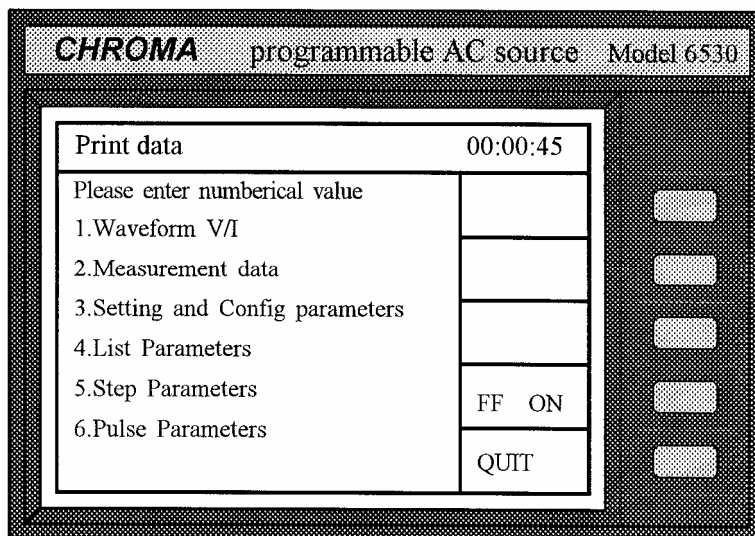 CHROMA programmable AC source Model 6530
Print data 00:00:45
Please enter numberical value
1.Waveform V/I
2.Measurement data
3.Setting and Config parameters
4.List Parameters
5.Step Parameters
6.Pulse Parameters
FF ON
QUIT